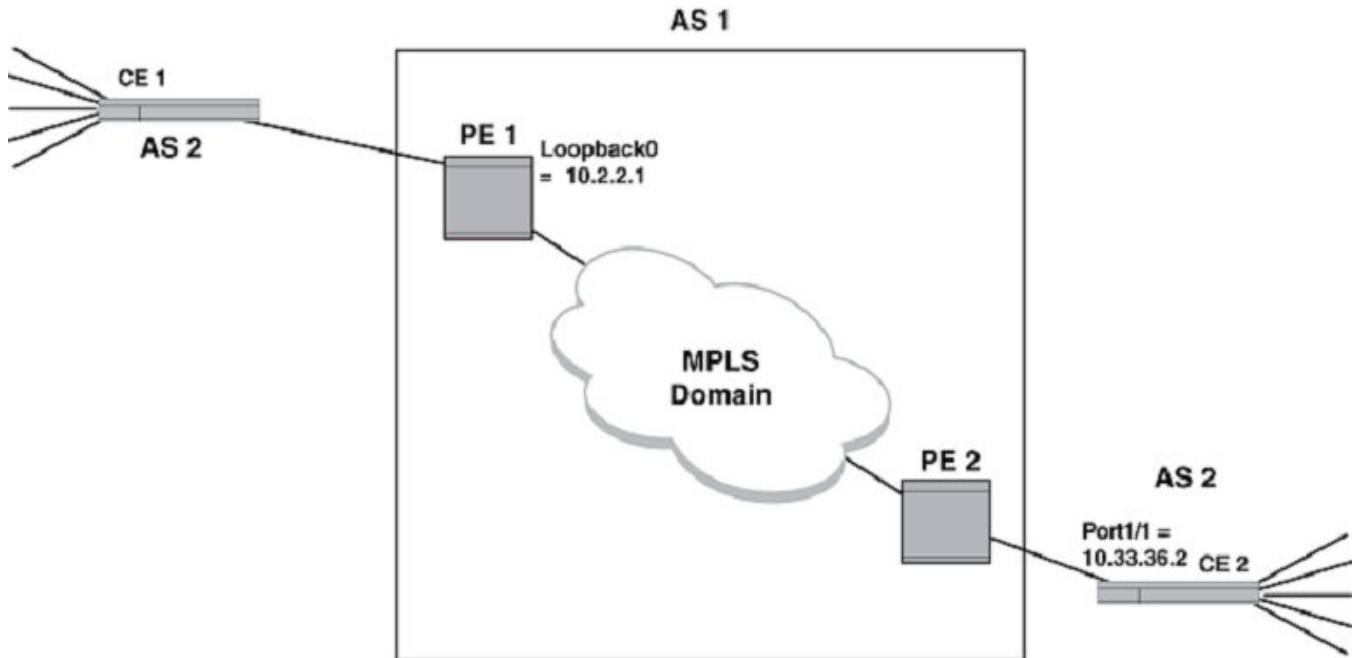 AS 1
CE 1
AS 2
PE 1
Loopback0
= 10.2.2.1
MPLS
Domain
PE 2
AS 2
Port1/1 =
10.33.36.2
CE 2